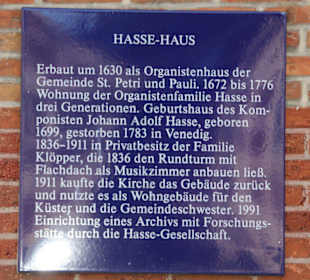 HASSE-HAUS
Erbaut um 1630 als Organistenhaus der
Gemeinde St. Petri und Pauli. 1672 bis 1776
Wohnung der Organistenfamilie Hasse in
drei Generationen. Geburtshaus des Kom-
ponisten Johann Adolf Hasse, geboren
1699, gestorben 1783 in Venedig.
1836-1911 in Privatbesitz der Familie
Klöpper, die 1836 den Rundturm mit
Flachdach als Musikzimmer anbauen ließ.
1911 kaufte die Kirche das Gebäude zurück
und nutzte es als Wohngebäude für den
Küster und die Gemeindeschwester. 1991
Einrichtung eines Archivs mit Forschungs-
stätte durch die Hasse-Gesellschaft.